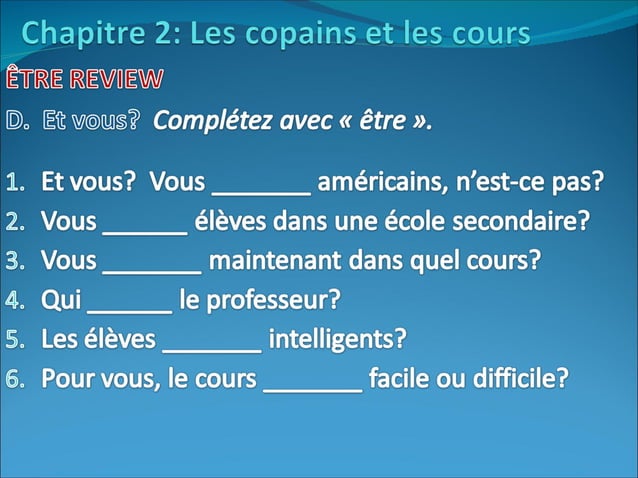 Chapitre 2: Les copains et les cours
ÊTRE REVIEW
D. Et vous? Complétez avec « être ».
1. Et vous? Vous _______ américains, n’est-ce pas?
2. Vous ______ élèves dans une école secondaire?
3. Vous _______ maintenant dans quel cours?
4. Qui ______ le professeur?
5. Les élèves _______ intelligents?
6. Pour vous, le cours _______ facile ou difficile?